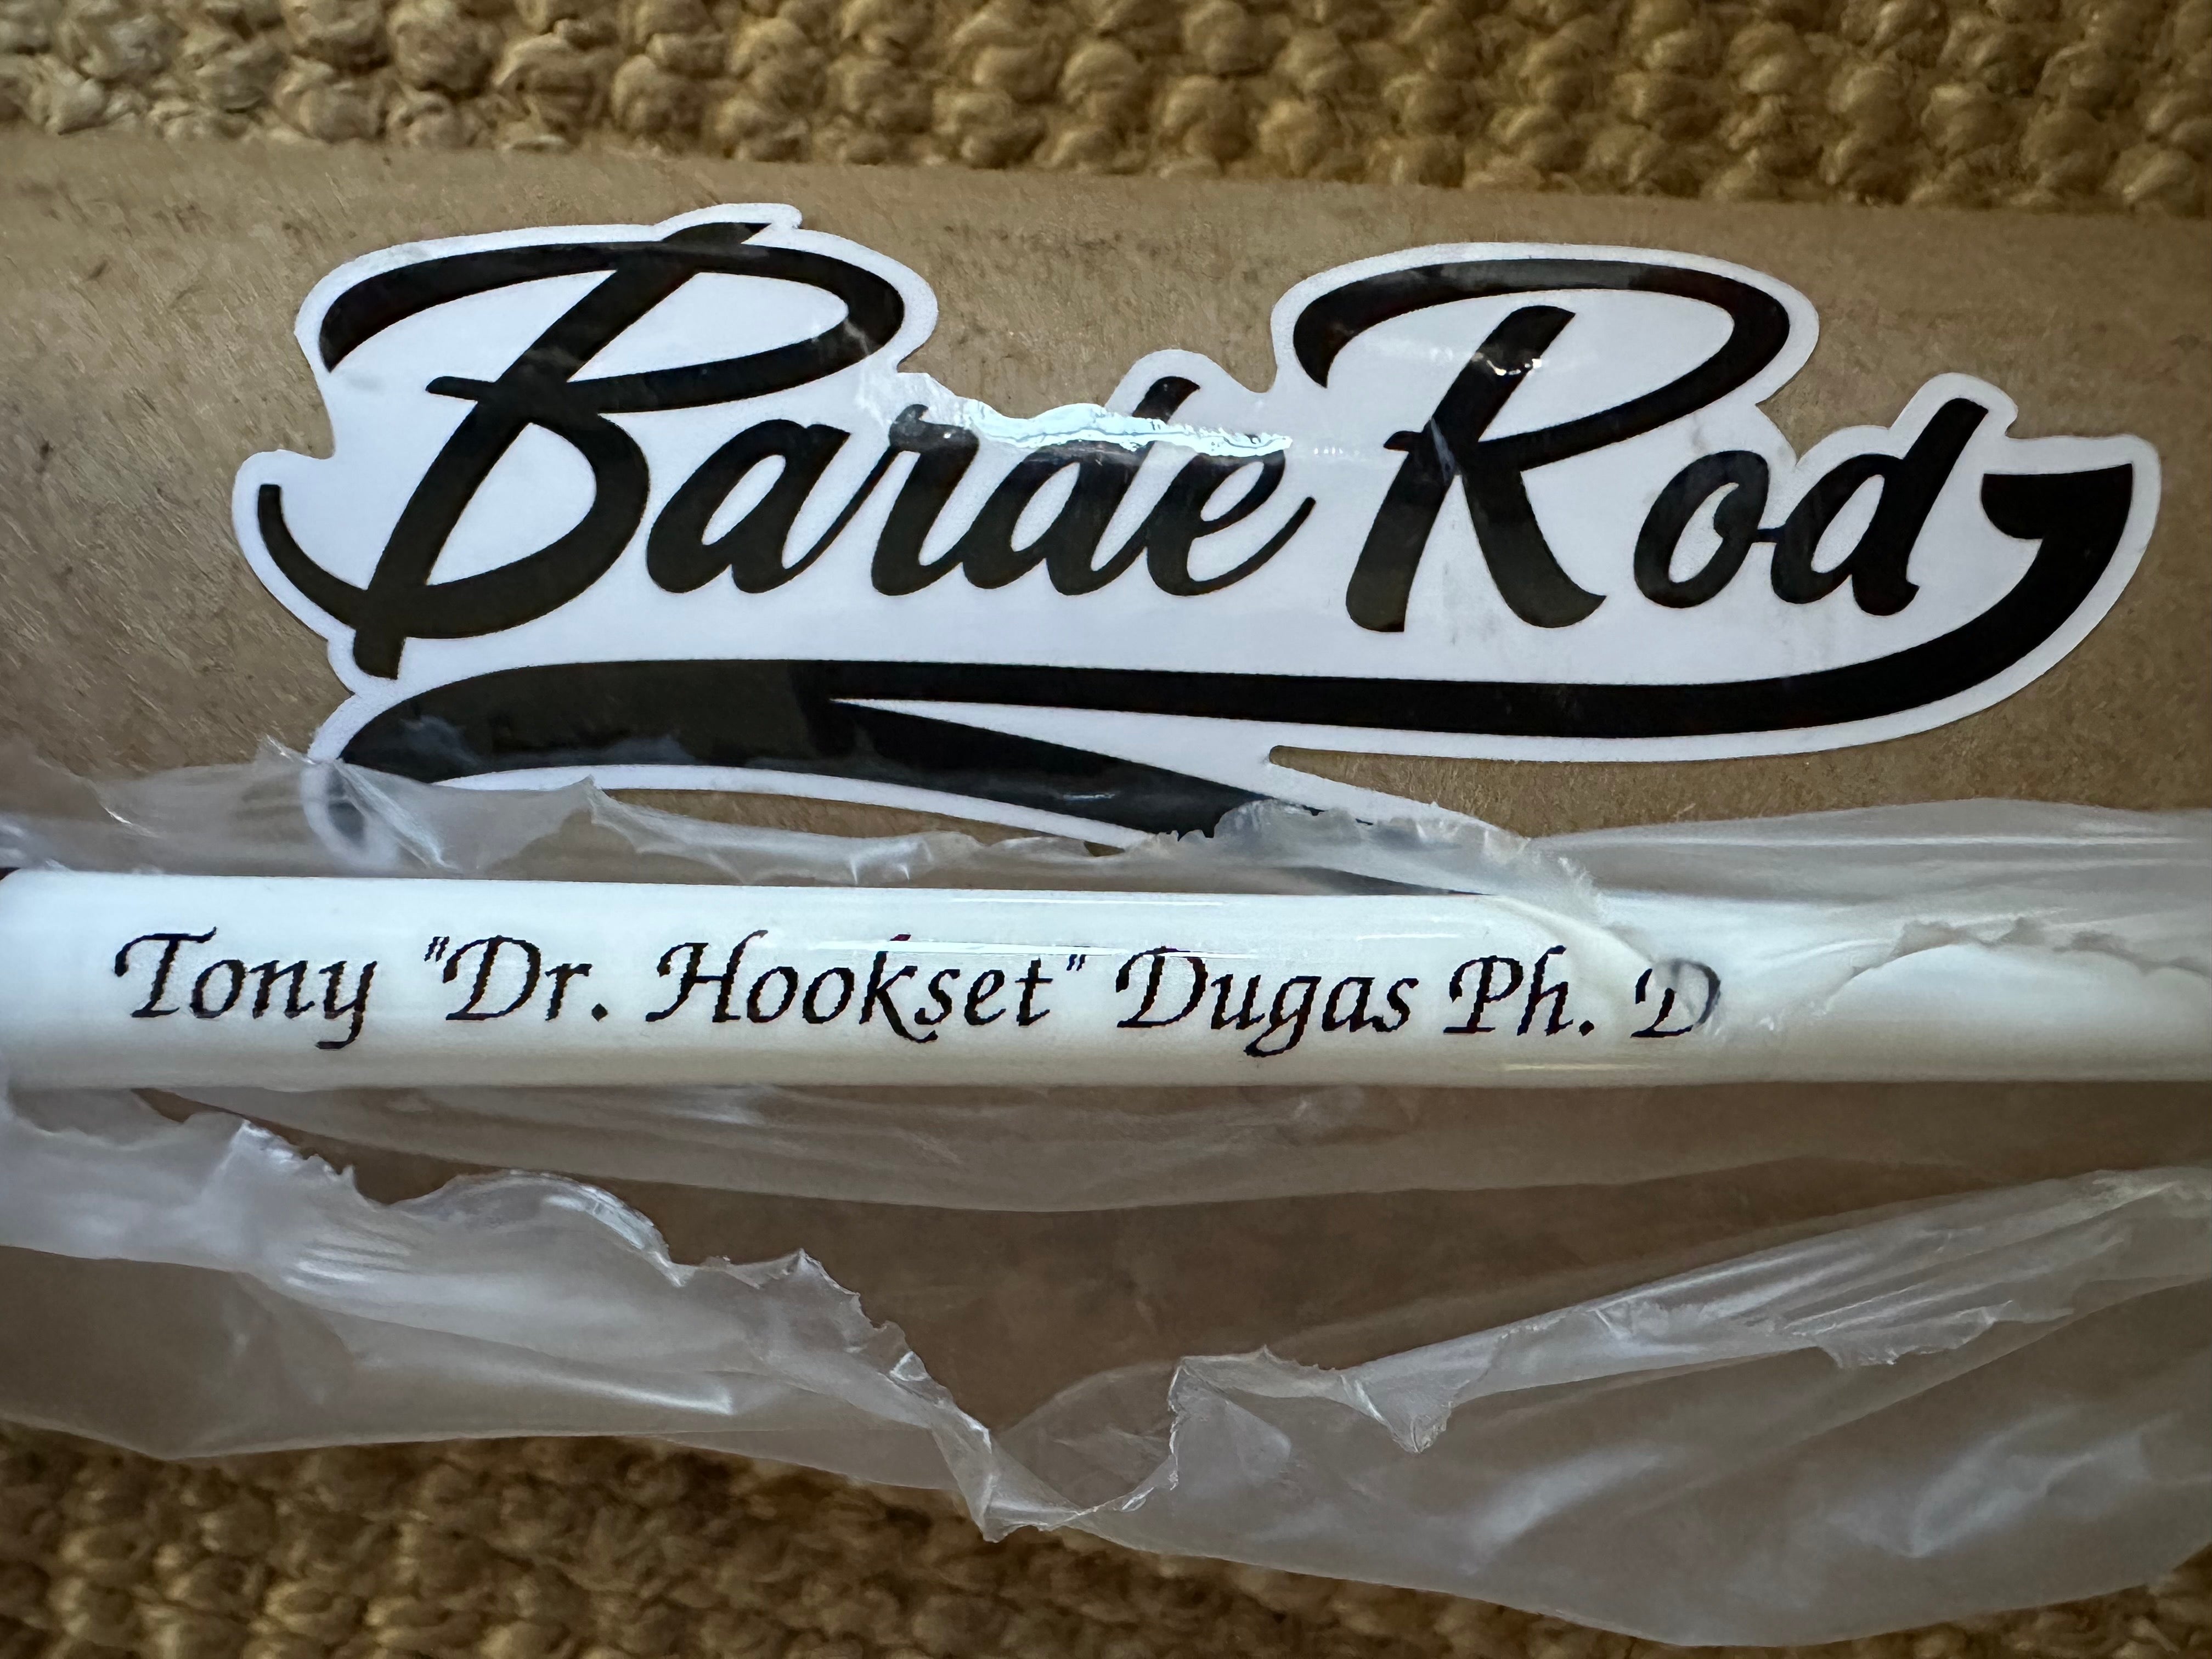 Barde Rod
Tony "Dr. Hookset" Dugas Ph. D